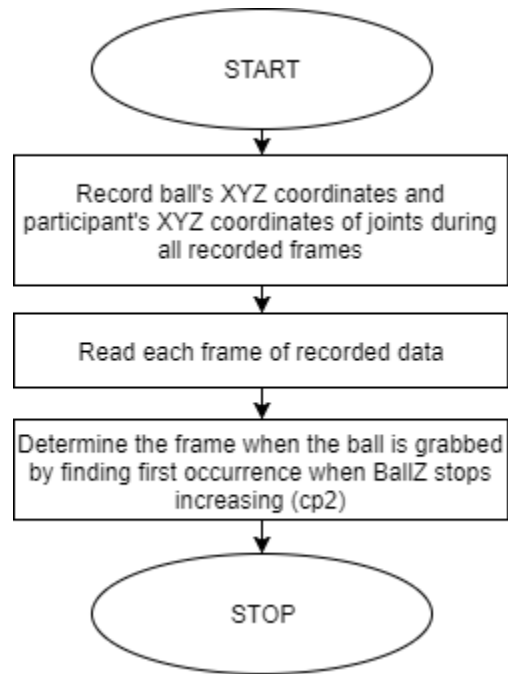 START
Record ball's XYZ coordinates and
participant's XYZ coordinates of joints during
all recorded frames
Read each frame of recorded data
Determine the frame when the ball is grabbed
by finding first occurrence when BallZ stops
increasing (cp2)
STOP